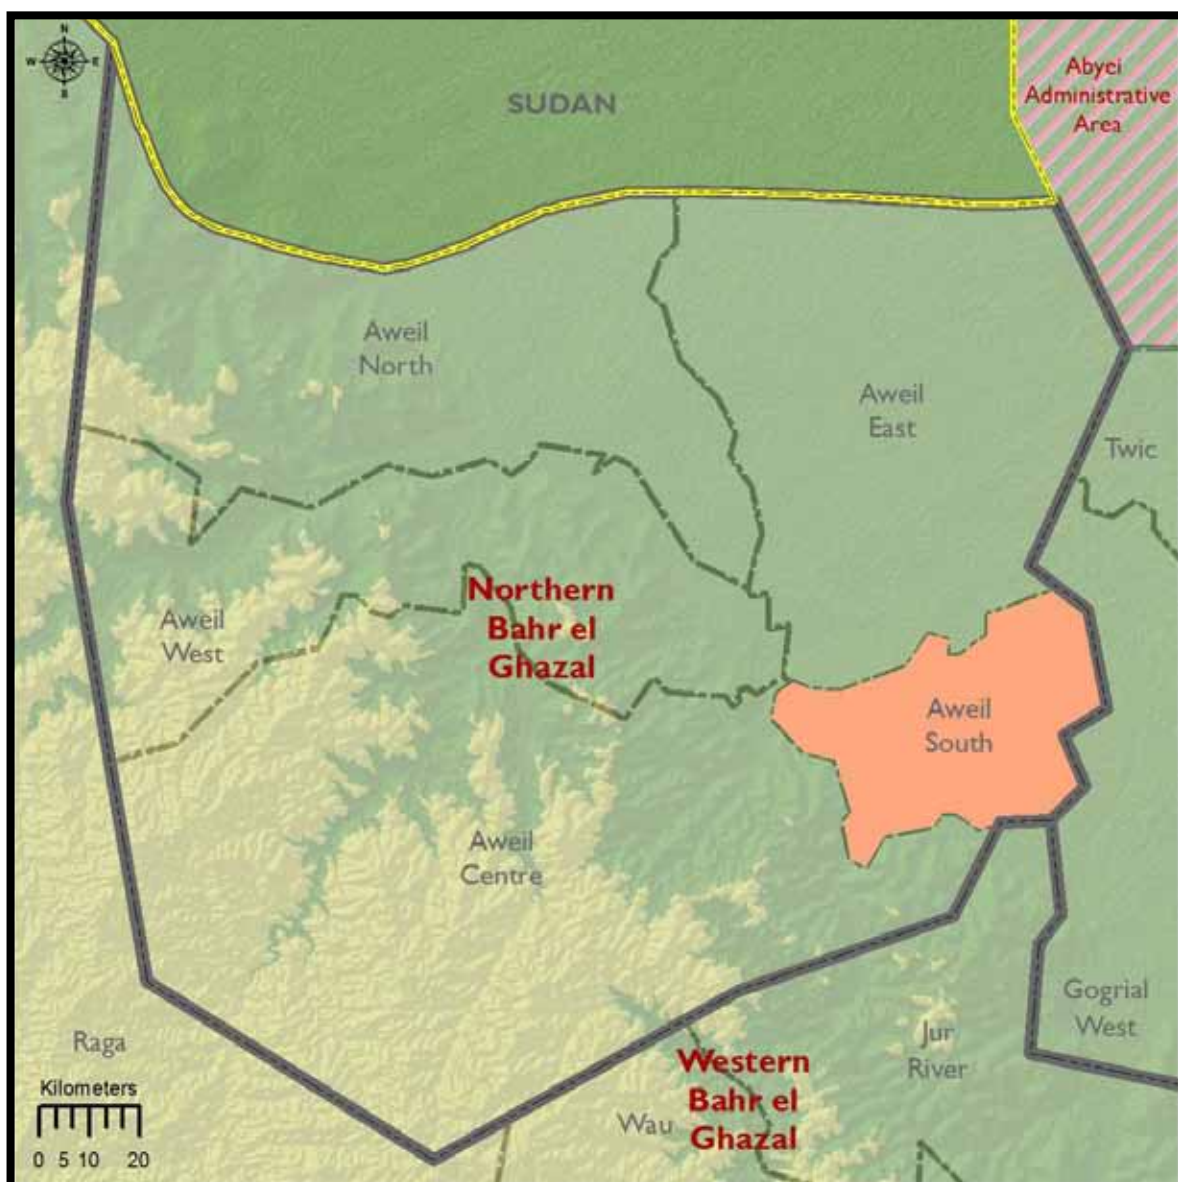 N
W E
S
SUDAN
Abyei
Administrative
Area
Aweil
North
Aweil
East
Twic
Northern
Bahr el
Ghazal
Aweil
West
Aweil
South
Aweil
Centre
Gogrial
West
Raga
Jur
River
Western
Bahr el
Ghazal
Wau
Kilometers
0 5 10 20